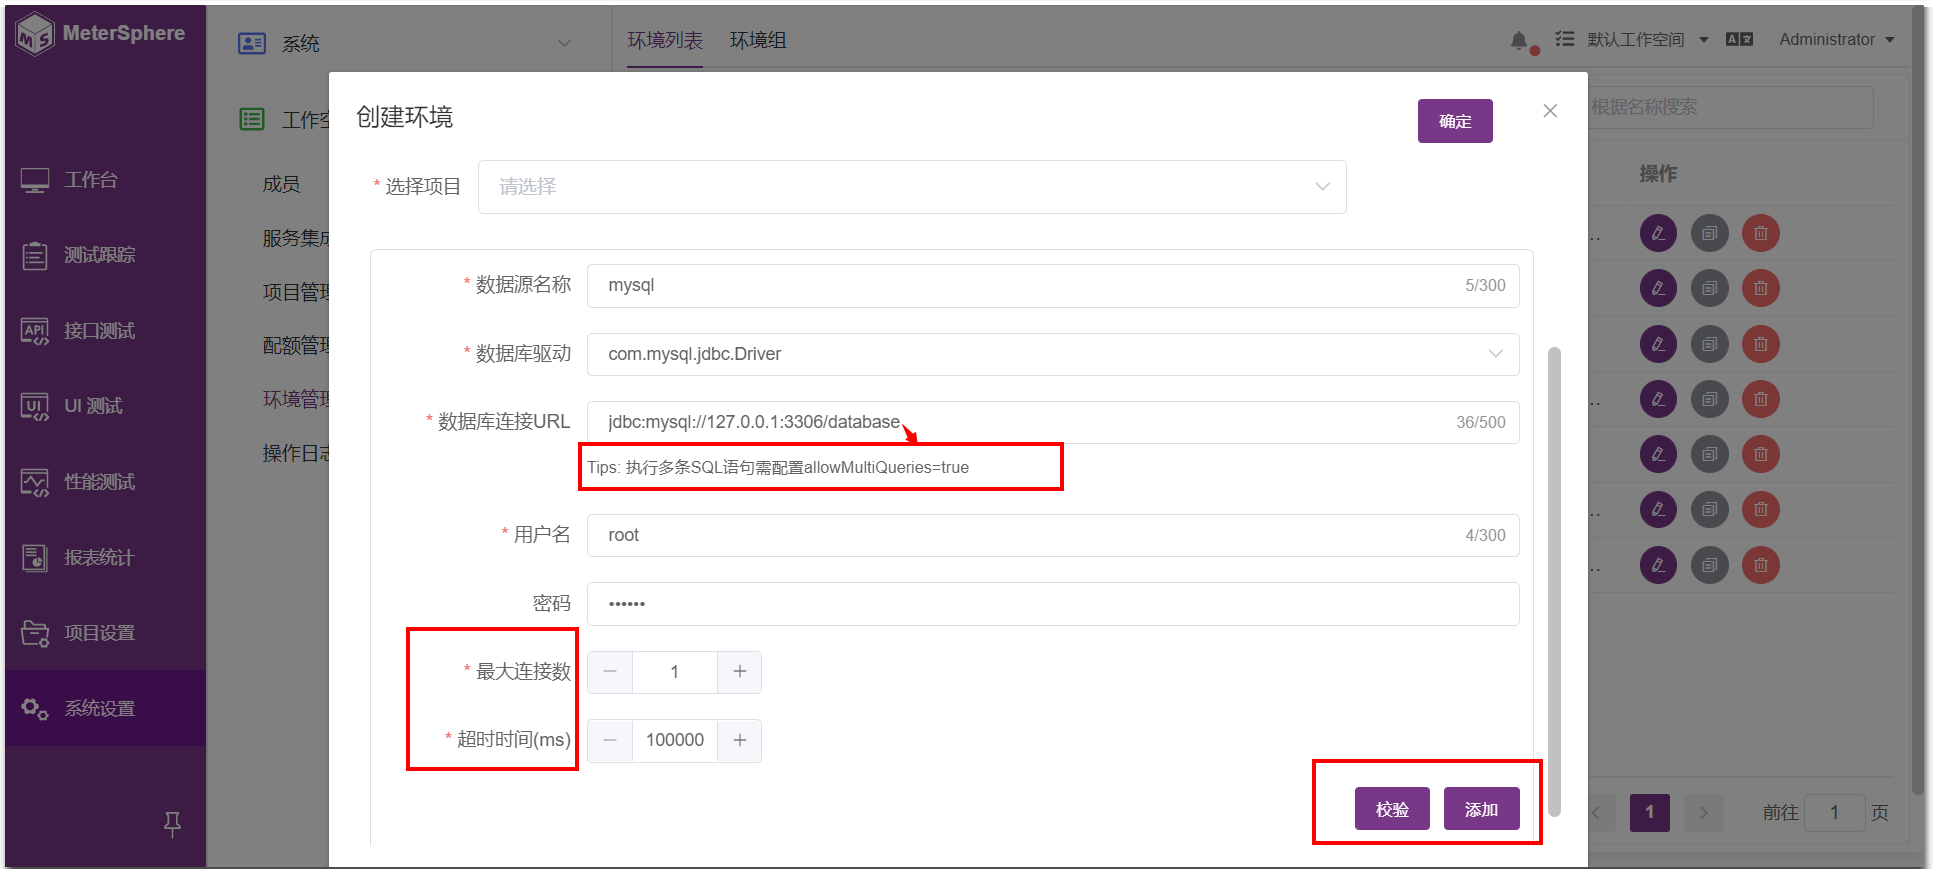 MeterSphere
系统
环境列表
环境组
默认工作空间
Administrator
工作空
根据名称搜索
创建环境
确定
* 选择项目
请选择
操作
工作台
成员
测试跟踪
服务集成
项目管理
API
接口测试
配额管理
UI
UI 测试
环境管理
操作日志
性能测试
报表统计
项目设置
系统设置
* 数据源名称
mysql
5/300
* 数据库驱动
com.mysql.jdbc.Driver
* 数据库连接URL
jdbc:mysql://127.0.0.1:3306/database
36/500
Tips: 执行多条SQL语句需配置allowMultiQueries=true
* 用户名
root
4/300
密码
••••••
* 最大连接数
1
* 超时时间(ms)
100000
校验
添加
1
前往
1
页